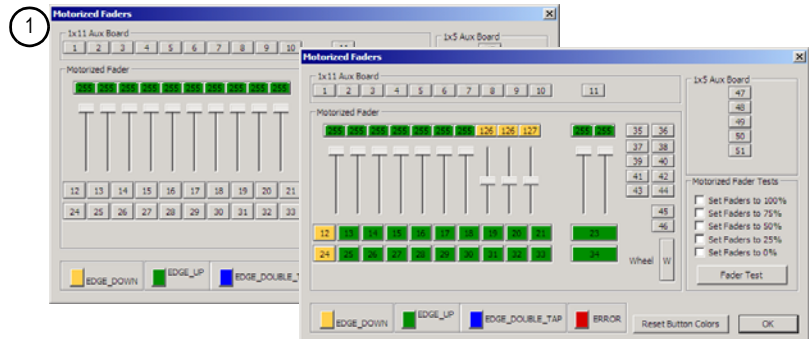 1
Motorized Faders
1x11 Aux Board
1 2 3 4 5 6 7 8 9 10
1x5 Aux Board
Motorized Fader
255 255 255 255 255 255 255 255 255
12 13 14 15 16 17 18 19 20 21
24 25 26 27 28 29 30 31 32 33
EDGE_DOWN
EDGE_UP
Motorized Faders
1x11 Aux Board
1 2 3 4 5 6 7 8 9 10 11
1x5 Aux Board
47
48
49
50
51
Motorized Fader
255 255 255 255 255 255 255 126 126 127 255 255
35 36
37 38
39 40
41 42
43 44
45
46
12 13 14 15 16 17 18 19 20 21 23
24 25 26 27 28 29 30 31 32 33 34
Wheel W
Motorized Fader Tests
Set Faders to 100%
Set Faders to 75%
Set Faders to 50%
Set Faders to 25%
Set Faders to 0%
Fader Test
EDGE_DOWN
EDGE_UP
EDGE_DOUBLE_TAP
ERROR
Reset Button Colors
OK